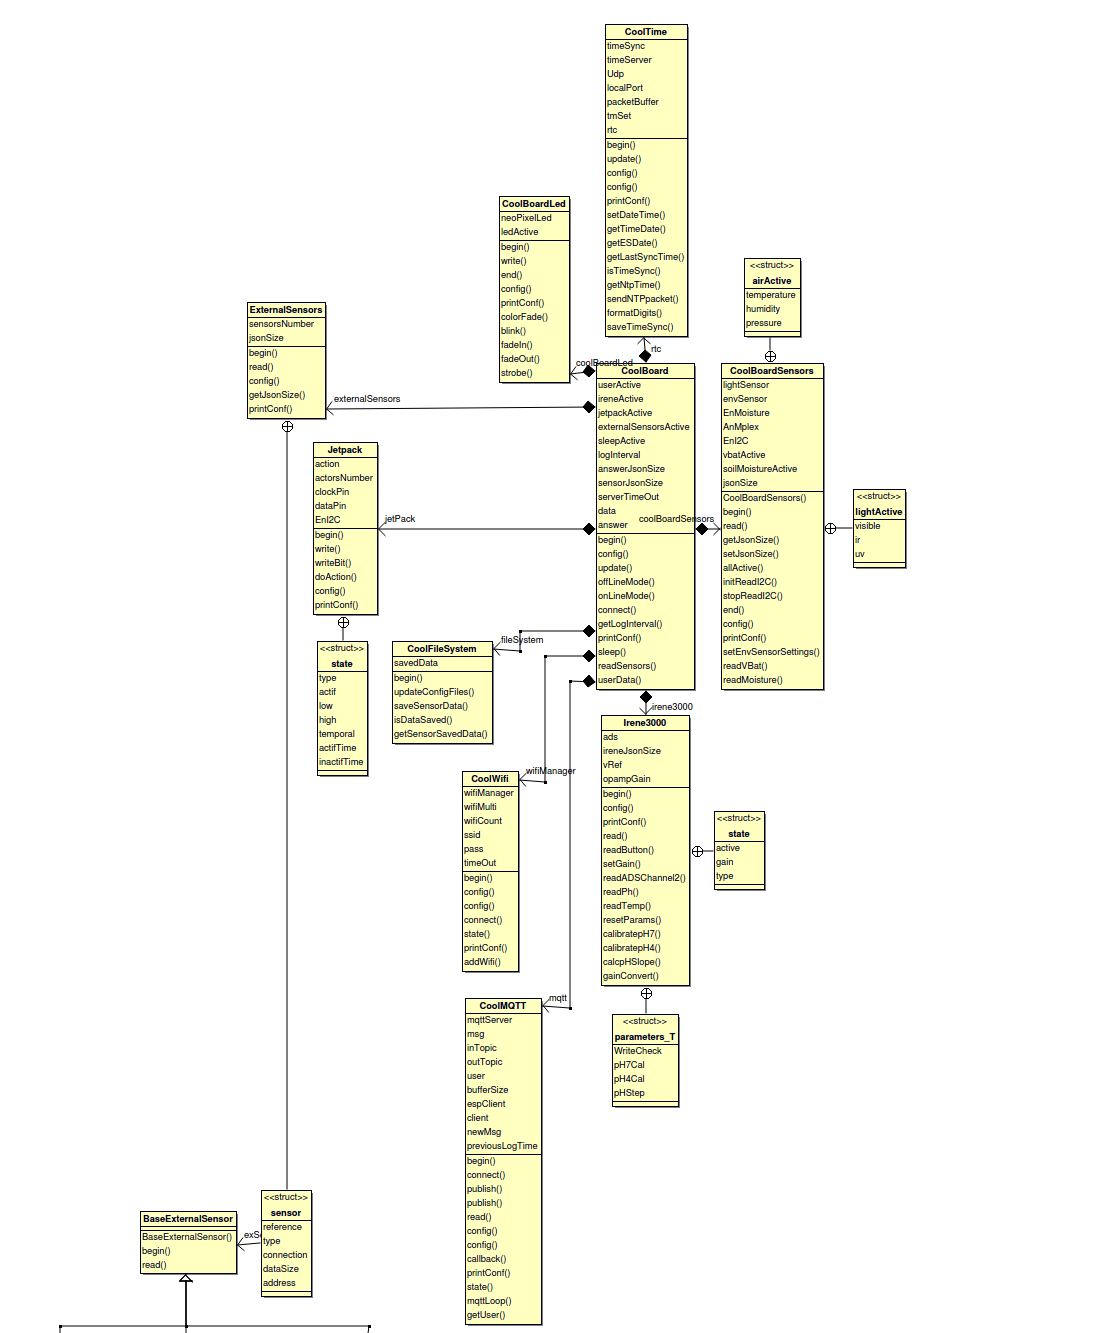 CoolTime
timeSync
timeServer
Udp
localPort
packetBuffer
tmSet
rtc
begin()
update()
config()
config()
printConf()
setDateTime()
getTimeDate()
getESDate()
getLastSyncTime()
isTimeSync()
getNtpTime()
sendNTPpacket()
formatDigits()
saveTimeSync()
rtc
CoolBoardLed
neoPixelLed
ledActive
begin()
write()
end()
config()
printConf()
colorFade()
blink()
fadeIn()
fadeOut()
strobe()
coolBoardLed
<<struct>>
airActive
temperature
humidity
pressure
ExternalSensors
sensorsNumber
jsonSize
begin()
read()
config()
getJsonSize()
printConf()
externalSensors
CoolBoard
userActive
ireneActive
jetpackActive
externalSensorsActive
sleepActive
logInterval
answerJsonSize
sensorJsonSize
serverTimeOut
data
answer
begin()
config()
update()
offLineMode()
onLineMode()
connect()
getLogInterval()
printConf()
sleep()
readSensors()
userData()
coolBoardSensors
CoolBoardSensors
lightSensor
envSensor
EnMoisture
AnMplex
EnI2C
vbatActive
soilMoistureActive
jsonSize
CoolBoardSensors()
begin()
read()
getJsonSize()
setJsonSize()
allActive()
initReadI2C()
stopReadI2C()
end()
config()
printConf()
setEnvSensorSettings()
readVBat()
readMoisture()
<<struct>>
lightActive
visible
ir
uv
Jetpack
action
actorsNumber
clockPin
dataPin
EnI2C
begin()
write()
writeBit()
doAction()
config()
printConf()
jetPack
<<struct>>
state
type
actif
low
high
temporal
actifTime
inactifTime
CoolFileSystem
savedData
begin()
updateConfigFiles()
saveSensorData()
isDataSaved()
getSensorSavedData()
fileSystem
irene3000
Irene3000
ads
ireneJsonSize
vRef
opampGain
begin()
config()
printConf()
read()
readButton()
setGain()
readADSChannel2()
readPh()
readTemp()
resetParams()
calibratepH7()
calibratepH4()
calcpHSlope()
gainConvert()
CoolWifi
wifiManager
wifiMulti
wifiCount
ssid
pass
timeOut
begin()
config()
config()
connect()
state()
printConf()
addWifi()
wifiManager
<<struct>>
state
active
gain
type
CoolMQTT
mqttServer
msg
inTopic
outTopic
user
bufferSize
espClient
client
newMsg
previousLogTime
begin()
connect()
publish()
publish()
read()
config()
config()
callback()
printConf()
state()
mqttLoop()
getUser()
mqtt
<<struct>>
parameters_T
WriteCheck
pH7Cal
pH4Cal
pHStep
BaseExternalSensor
BaseExternalSensor()
begin()
read()
<<struct>>
sensor
reference
type
connection
dataSize
address